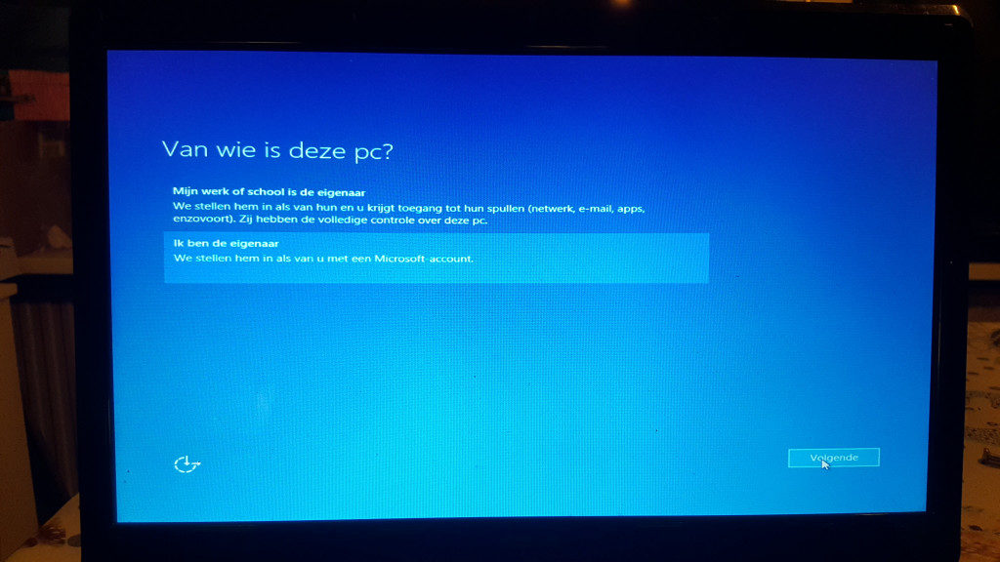 Van wie is deze pc?
Mijn werk of school is de eigenaar
We stellen hem in als van hun en u krijgt toegang tot hun spullen (netwerk, e-mail, apps,
enzovoort). Zij hebben de volledige controle over deze pc.
Ik ben de eigenaar
We stellen hem in als van u met een Microsoft-account.
Volgende